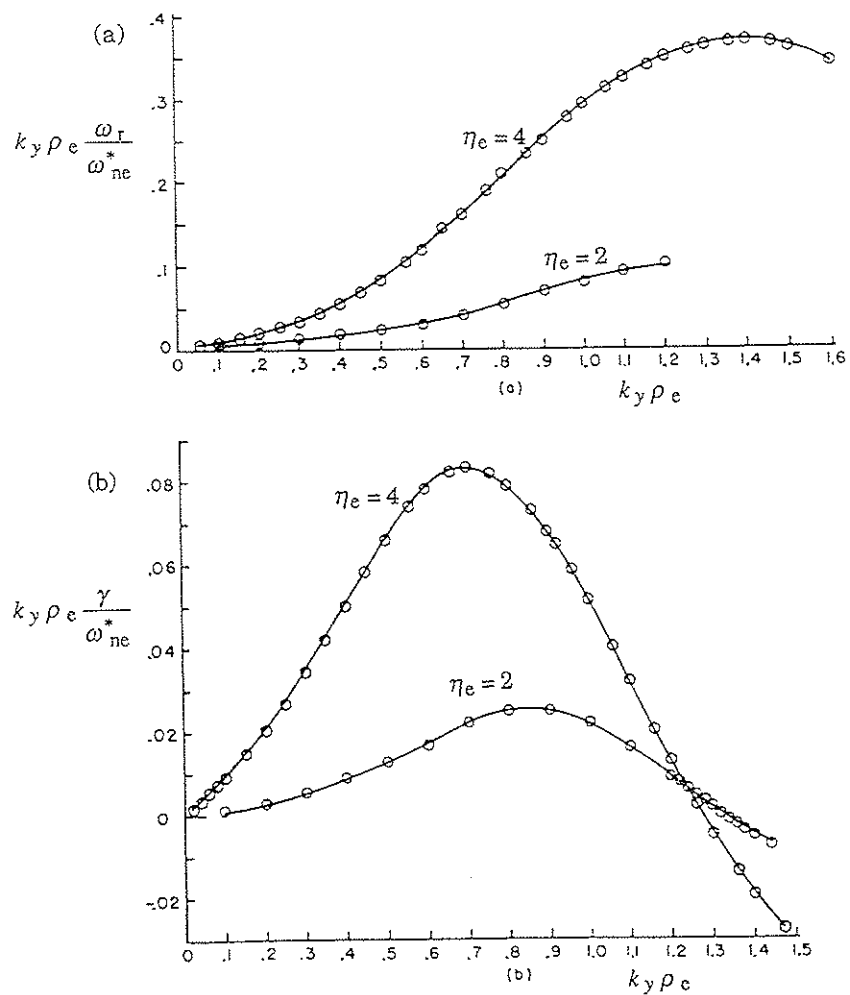 (a)
.4
.3
.2
.1
0
k_y ρ_e ω_r / ω*_ne
η_e = 4
η_e = 2
0 .1 .2 .3 .4 .5 .6 .7 .8 .9 1.0 1.1 1.2 1.3 1.4 1.5 1.6
(a)
k_y ρ_e
(b)
.08
.06
.04
.02
0
-.02
k_y ρ_e γ / ω*_ne
η_e = 4
η_e = 2
0 .1 .2 .3 .4 .5 .6 .7 .8 .9 1.0 1.1 1.2 1.3 1.4 1.5
(b)
k_y ρ_e